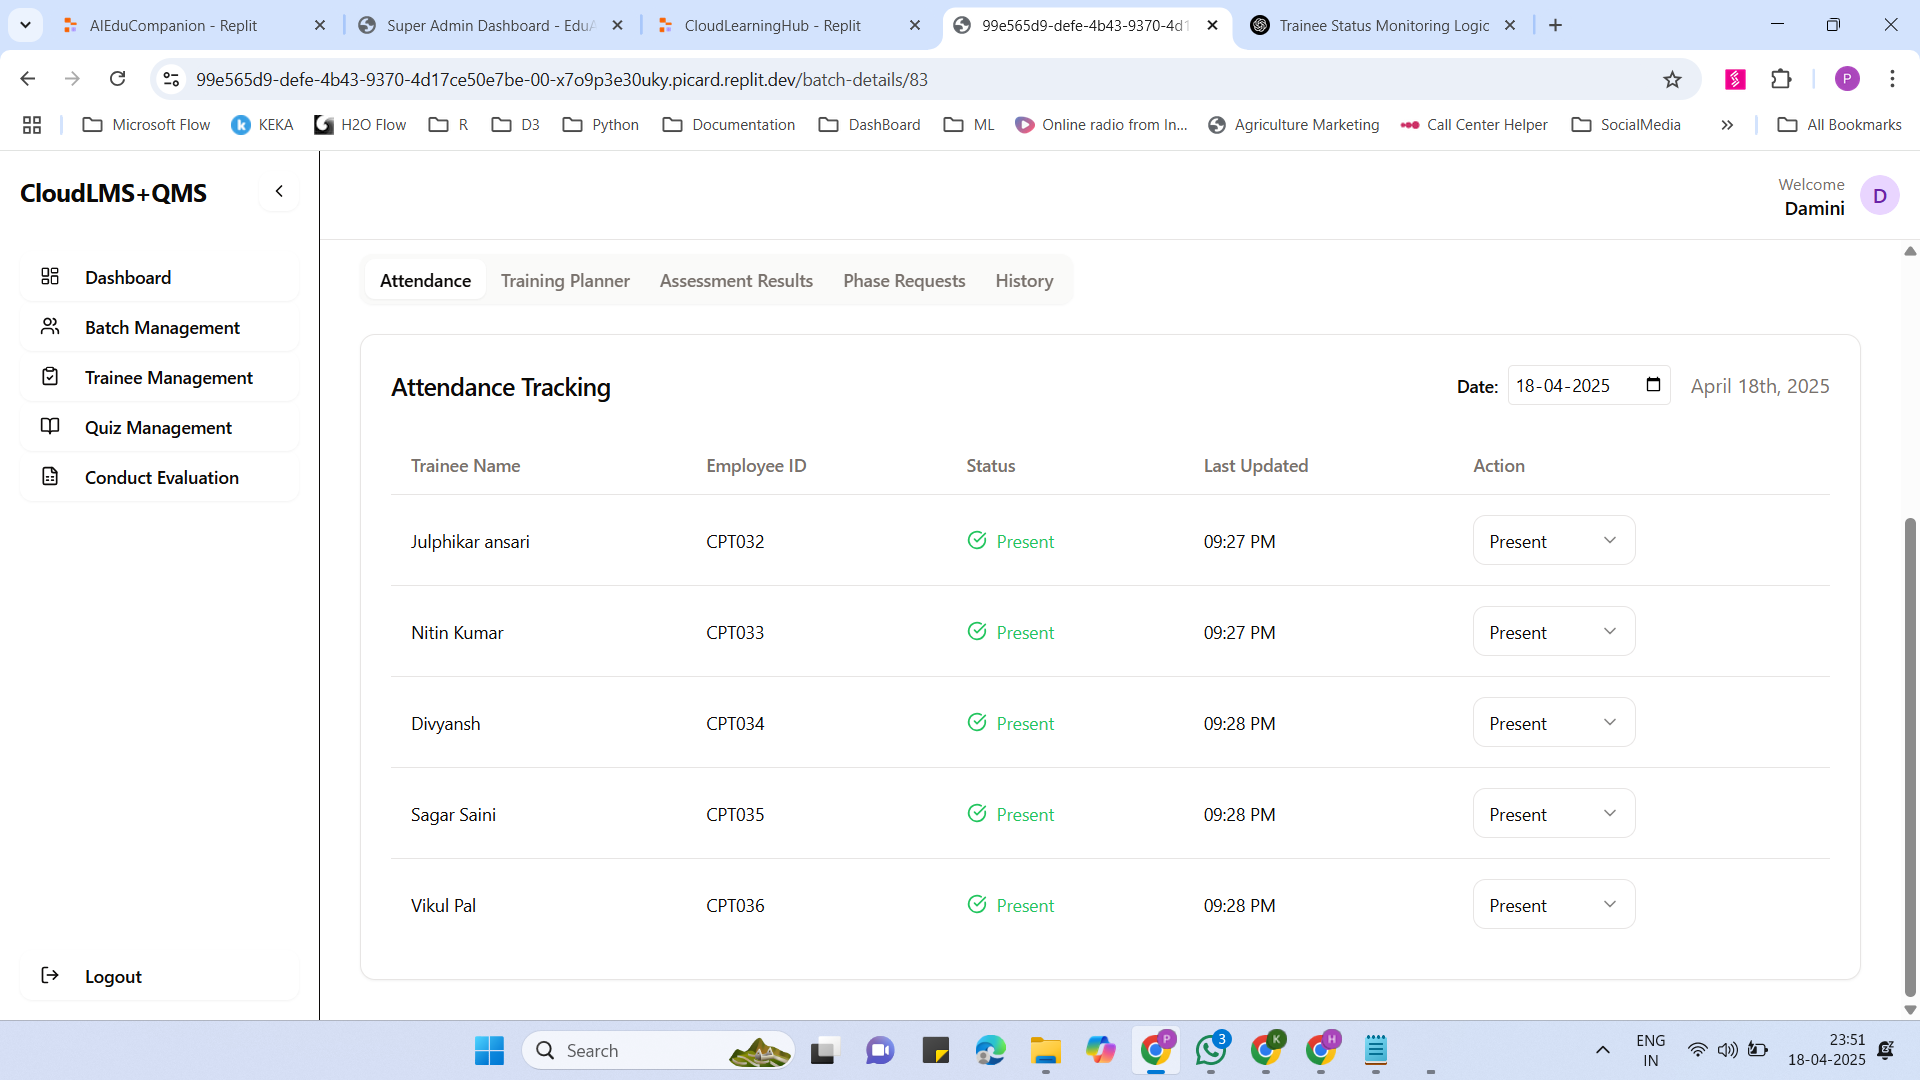 AIEduCompanion - Replit
Super Admin Dashboard - EduA
CloudLearningHub - Replit
99e565d9-defe-4b43-9370-4d1
Trainee Status Monitoring Logic
99e565d9-defe-4b43-9370-4d17ce50e7be-00-x7o9p3e30uky.picard.replit.dev/batch-details/83
P
Microsoft Flow
KEKA
H2O Flow
R
D3
Python
Documentation
DashBoard
ML
Online radio from In...
Agriculture Marketing
Call Center Helper
SocialMedia
All Bookmarks
CloudLMS+QMS
Welcome
Damini
D
Dashboard
Batch Management
Trainee Management
Quiz Management
Conduct Evaluation
Logout
Attendance Training Planner Assessment Results Phase Requests History
Attendance Tracking
Date: 18-04-2025 April 18th, 2025
Trainee Name Employee ID Status Last Updated Action
Julphikar ansari CPT032 Present 09:27 PM Present
Nitin Kumar CPT033 Present 09:27 PM Present
Divyansh CPT034 Present 09:28 PM Present
Sagar Saini CPT035 Present 09:28 PM Present
Vikul Pal CPT036 Present 09:28 PM Present
Search
P
3
K
H
ENG
IN
23:51
18-04-2025